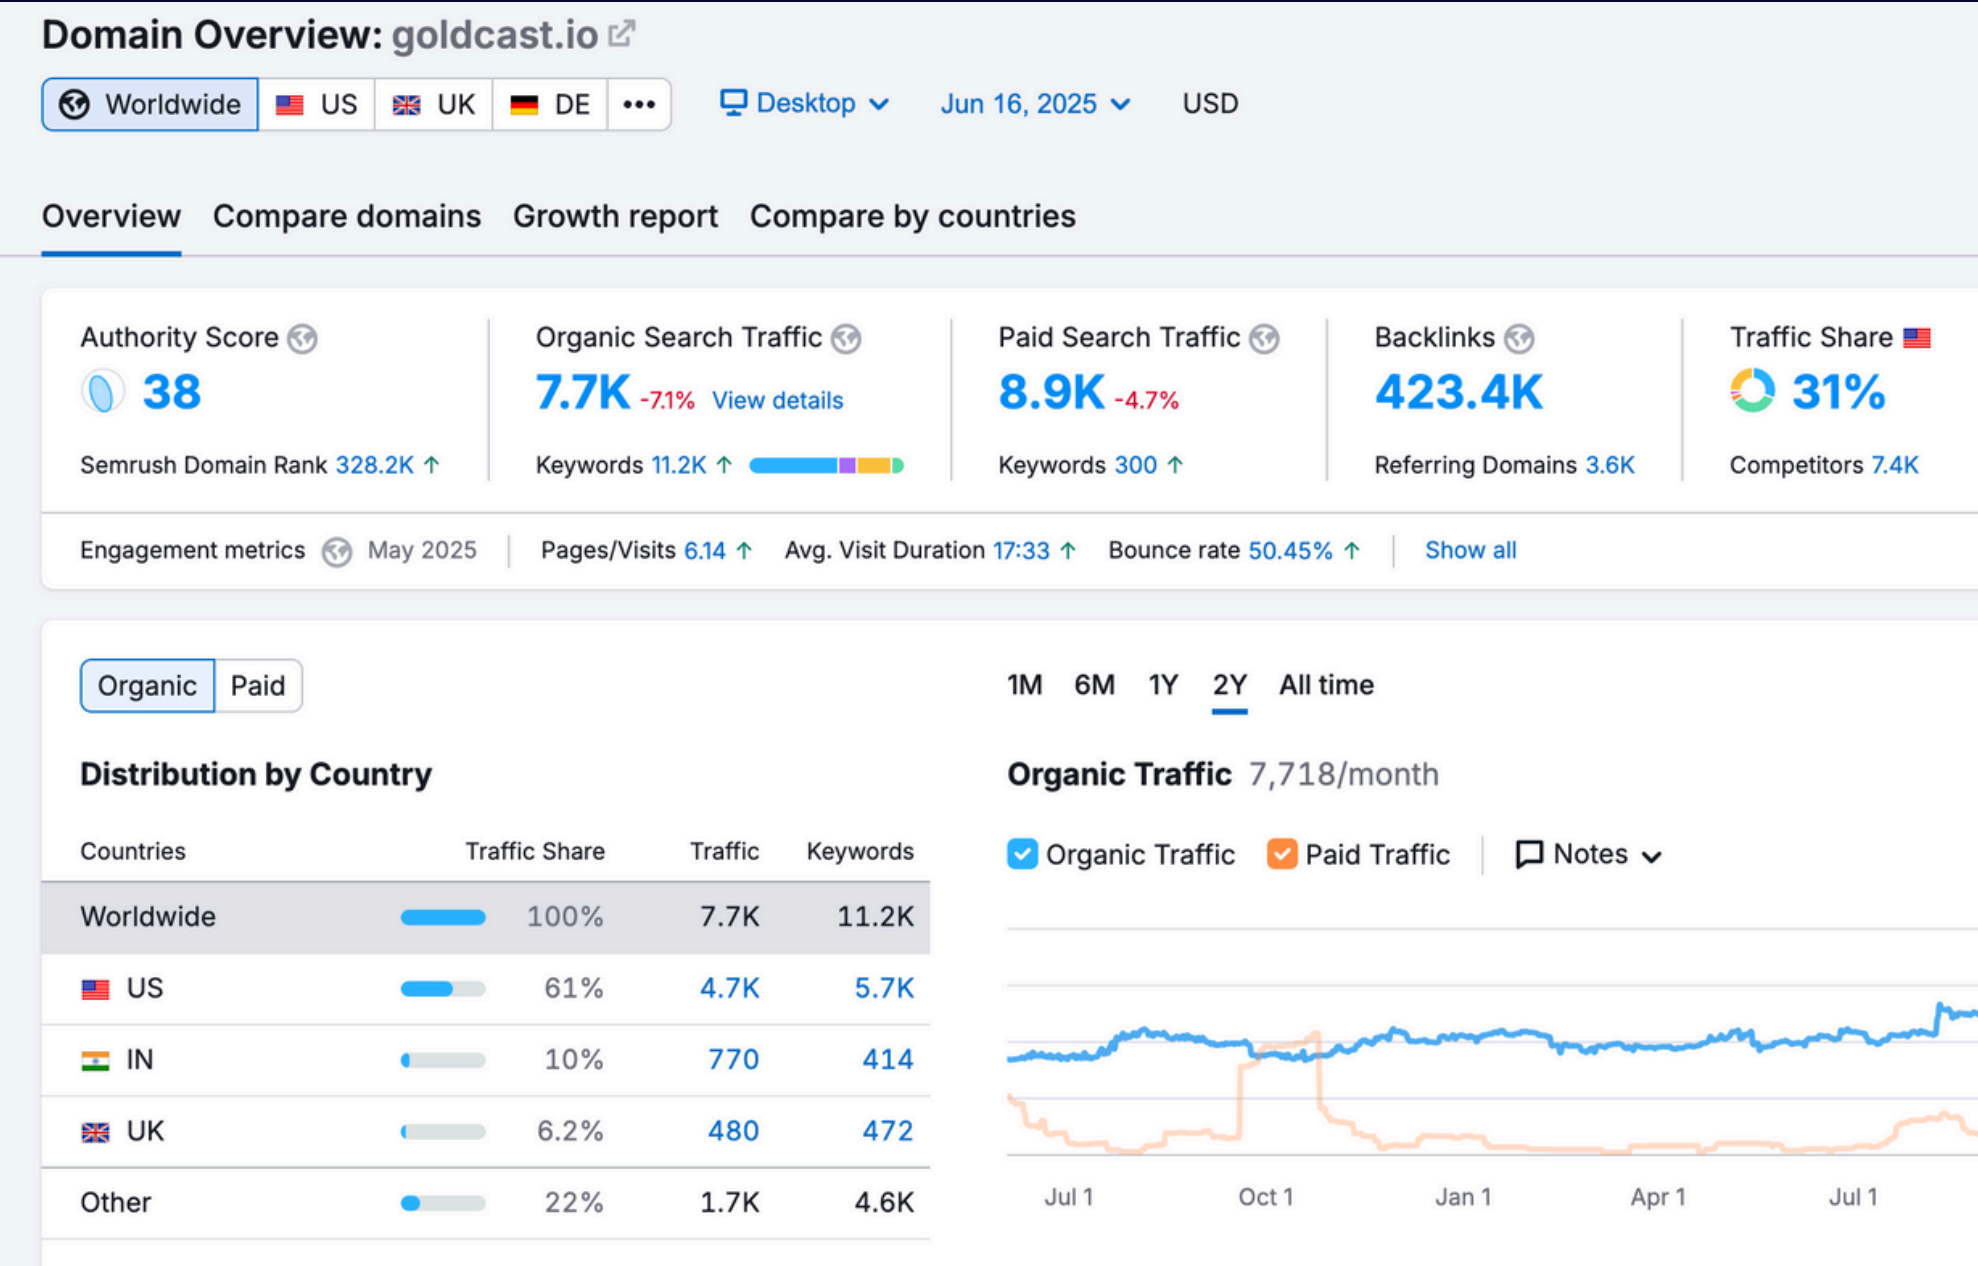 Domain Overview: goldcast.io
Worldwide US UK DE ••• Desktop Jun 16, 2025 USD
Overview Compare domains Growth report Compare by countries
Authority Score Organic Search Traffic Paid Search Traffic Backlinks Traffic Share
38 7.7K -7.1% View details 8.9K -4.7% 423.4K 31%
Semrush Domain Rank 328.2K ↑ Keywords 11.2K ↑ Keywords 300 ↑ Referring Domains 3.6K Competitors 7.4K
Engagement metrics May 2025 Pages/Visits 6.14 ↑ Avg. Visit Duration 17:33 ↑ Bounce rate 50.45% ↑ Show all
Organic Paid
Distribution by Country
Countries Traffic Share Traffic Keywords
Worldwide 100% 7.7K 11.2K
US 61% 4.7K 5.7K
IN 10% 770 414
UK 6.2% 480 472
Other 22% 1.7K 4.6K
1M 6M 1Y 2Y All time
Organic Traffic 7,718/month
Organic Traffic Paid Traffic Notes
Jul 1 Oct 1 Jan 1 Apr 1 Jul 1